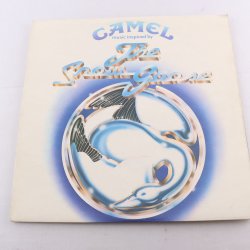 CAMEL
music inspired by
The
Snow Goose